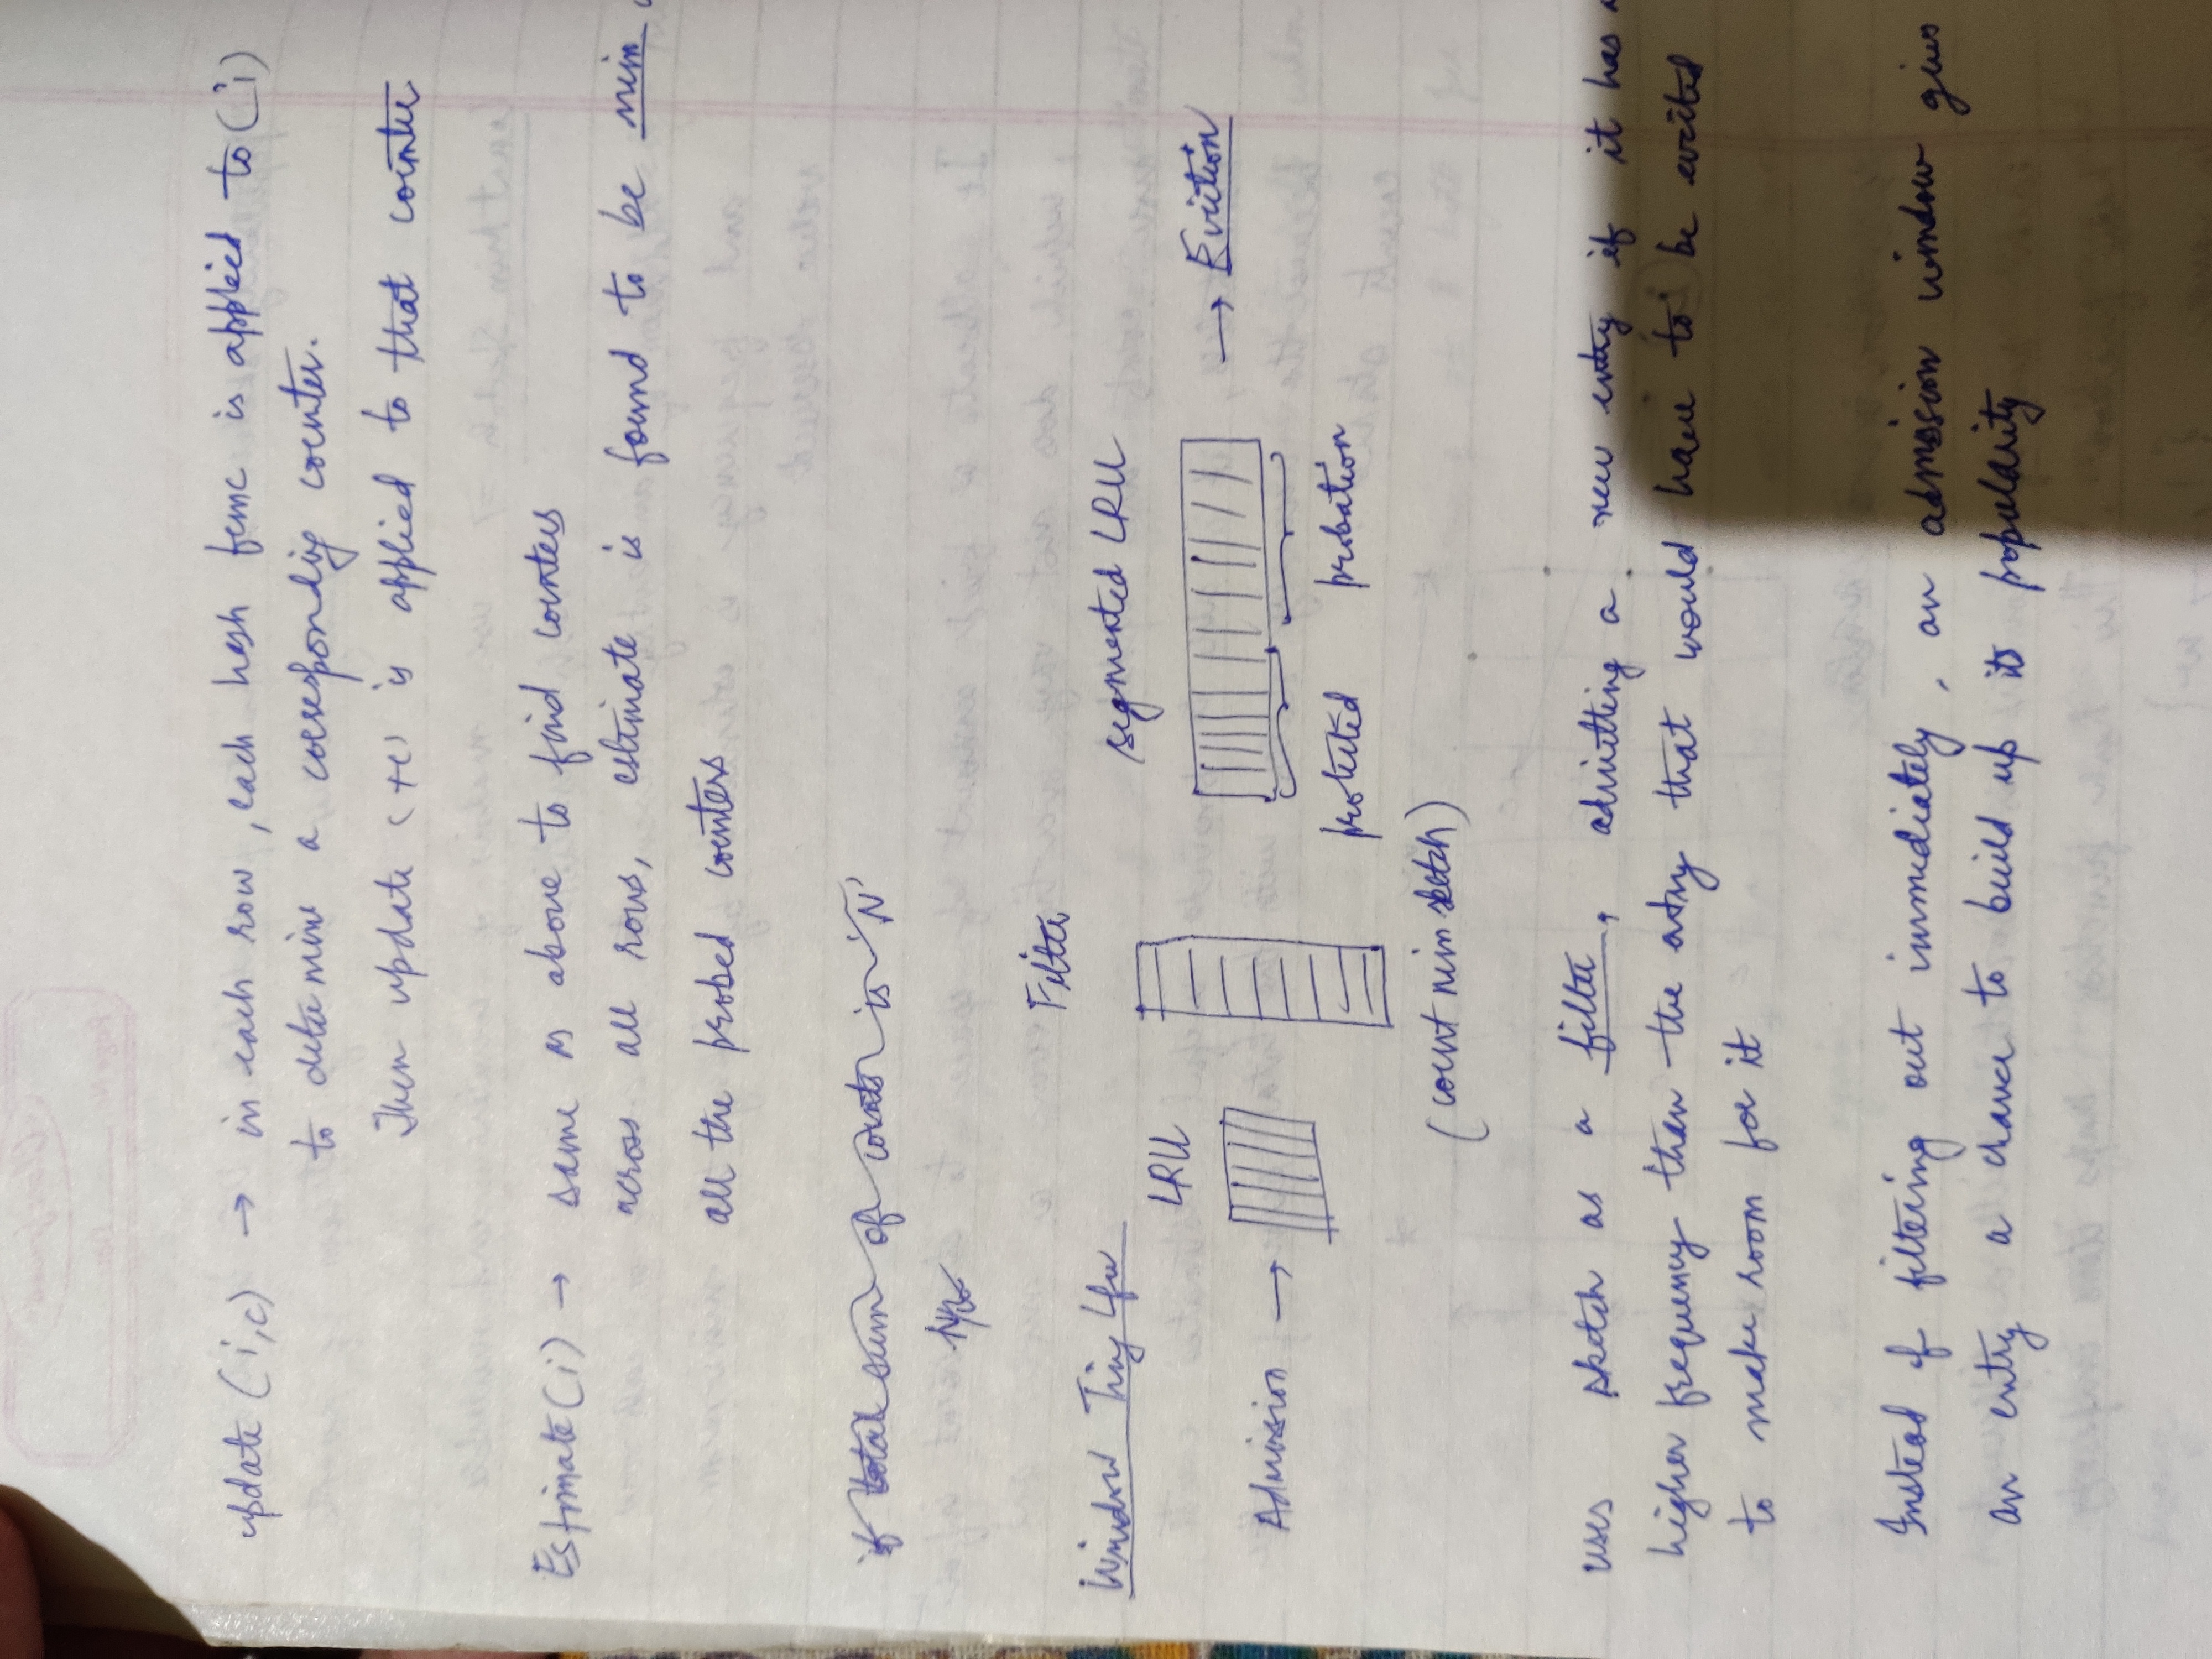 update (i,c) → in each row, each hash func is applied to (i)
to determine a corresponding counter.
Then update (+c) is applied to that counter
Estimate (i) → same as above to find counters
across all rows, estimate is found to be min
all the probed counters
if total sum of counts is 'N'
Window Tiny Lfu
LRU
Filter
segmented LRU
Admission →
→ Eviction
protected
probation
(count min sketch)
uses sketch as a filter, admitting a new entry if it has
higher frequency than the entry that would have to be evicted
to make room for it
Instead of filtering out immediately, an admission window gives
an entry a chance to build up its popularity